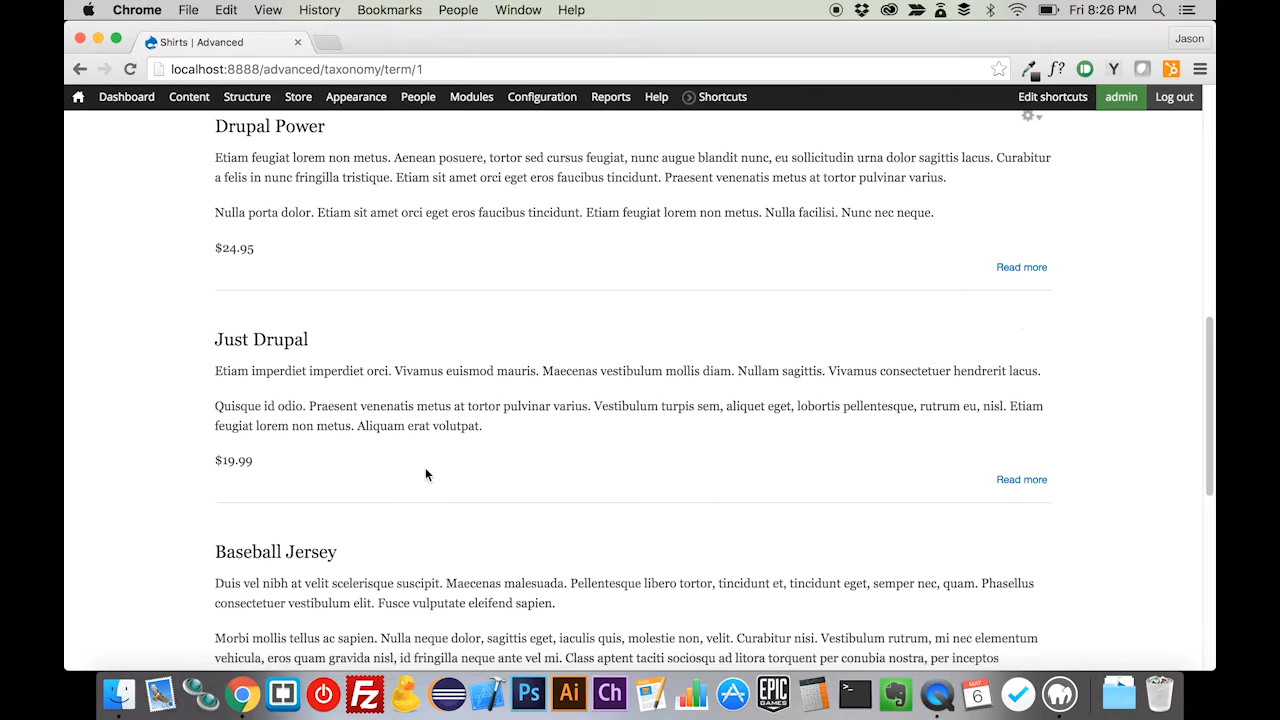 Chrome File Edit View History Bookmarks People Window Help Fri 8:26 PM
Shirts | Advanced Jason
localhost:8888/advanced/taxonomy/term/1 f? Y
Dashboard Content Structure Store Appearance People Modules Configuration Reports Help Shortcuts Edit shortcuts admin Log out
Drupal Power
Etiam feugiat lorem non metus. Aenean posuere, tortor sed cursus feugiat, nunc augue blandit nunc, eu sollicitudin urna dolor sagittis lacus. Curabitur
a felis in nunc fringilla tristique. Etiam sit amet orci eget eros faucibus tincidunt. Praesent venenatis metus at tortor pulvinar varius.
Nulla porta dolor. Etiam sit amet orci eget eros faucibus tincidunt. Etiam feugiat lorem non metus. Nulla facilisi. Nunc nec neque.
$24.95
Read more
Just Drupal
Etiam imperdiet imperdiet orci. Vivamus euismod mauris. Maecenas vestibulum mollis diam. Nullam sagittis. Vivamus consectetuer hendrerit lacus.
Quisque id odio. Praesent venenatis metus at tortor pulvinar varius. Vestibulum turpis sem, aliquet eget, lobortis pellentesque, rutrum eu, nisl. Etiam
feugiat lorem non metus. Aliquam erat volutpat.
$19.99
Read more
Baseball Jersey
Duis vel nibh at velit scelerisque suscipit. Maecenas malesuada. Pellentesque libero tortor, tincidunt et, tincidunt eget, semper nec, quam. Phasellus
consectetuer vestibulum elit. Fusce vulputate eleifend sapien.
Morbi mollis tellus ac sapien. Nulla neque dolor, sagittis eget, iaculis quis, molestie non, velit. Curabitur nisi. Vestibulum rutrum, mi nec elementum
vehicula, eros quam gravida nisl, id fringilla neque ante vel mi. Class aptent taciti sociosqu ad litora torquent per conubia nostra, per inceptos
Fz Ps Ai Ch EPIC GAMES MAY 6